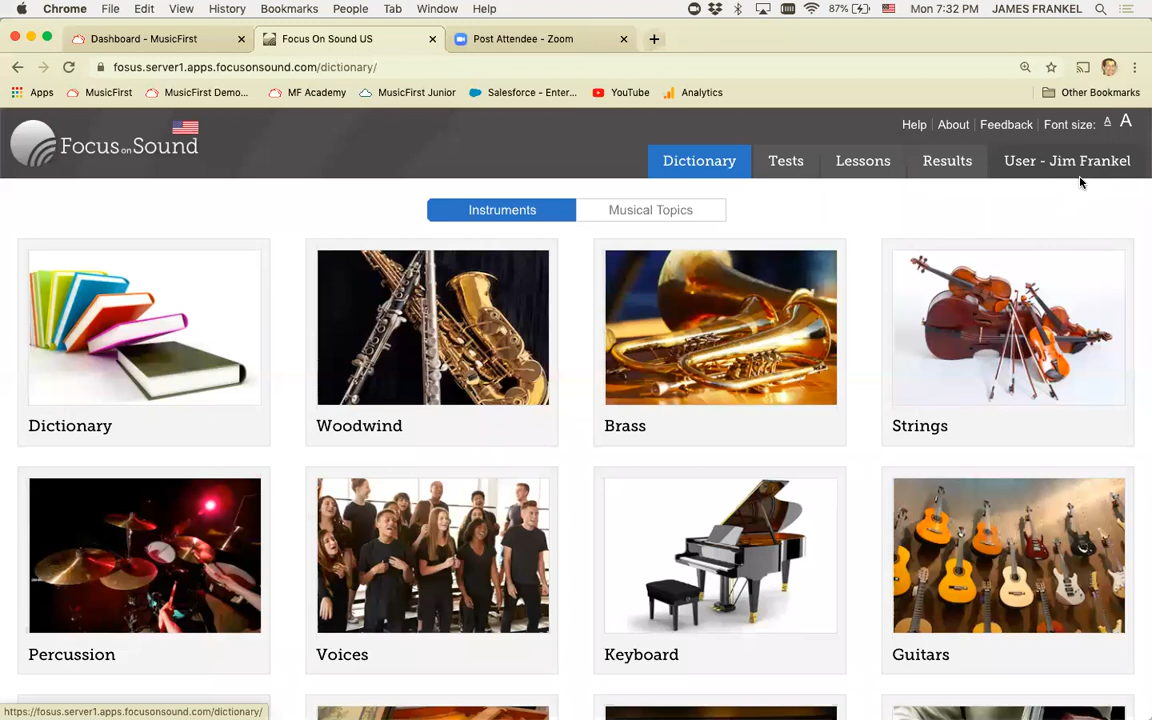 Chrome File Edit View History Bookmarks People Tab Window Help 87% Mon 7:32 PM JAMES FRANKEL
Dashboard - MusicFirst Focus On Sound US Post Attendee - Zoom
fosus.server1.apps.focusonsound.com/dictionary/
Apps MusicFirst MusicFirst Demo... MF Academy MusicFirst Junior Salesforce - Enter... YouTube Analytics Other Bookmarks
Help About Feedback Font size: A A
Focus on Sound
Dictionary Tests Lessons Results User - Jim Frankel
Instruments Musical Topics
Dictionary Woodwind Brass Strings
Percussion Voices Keyboard Guitars
https://fosus.server1.apps.focusonsound.com/dictionary/